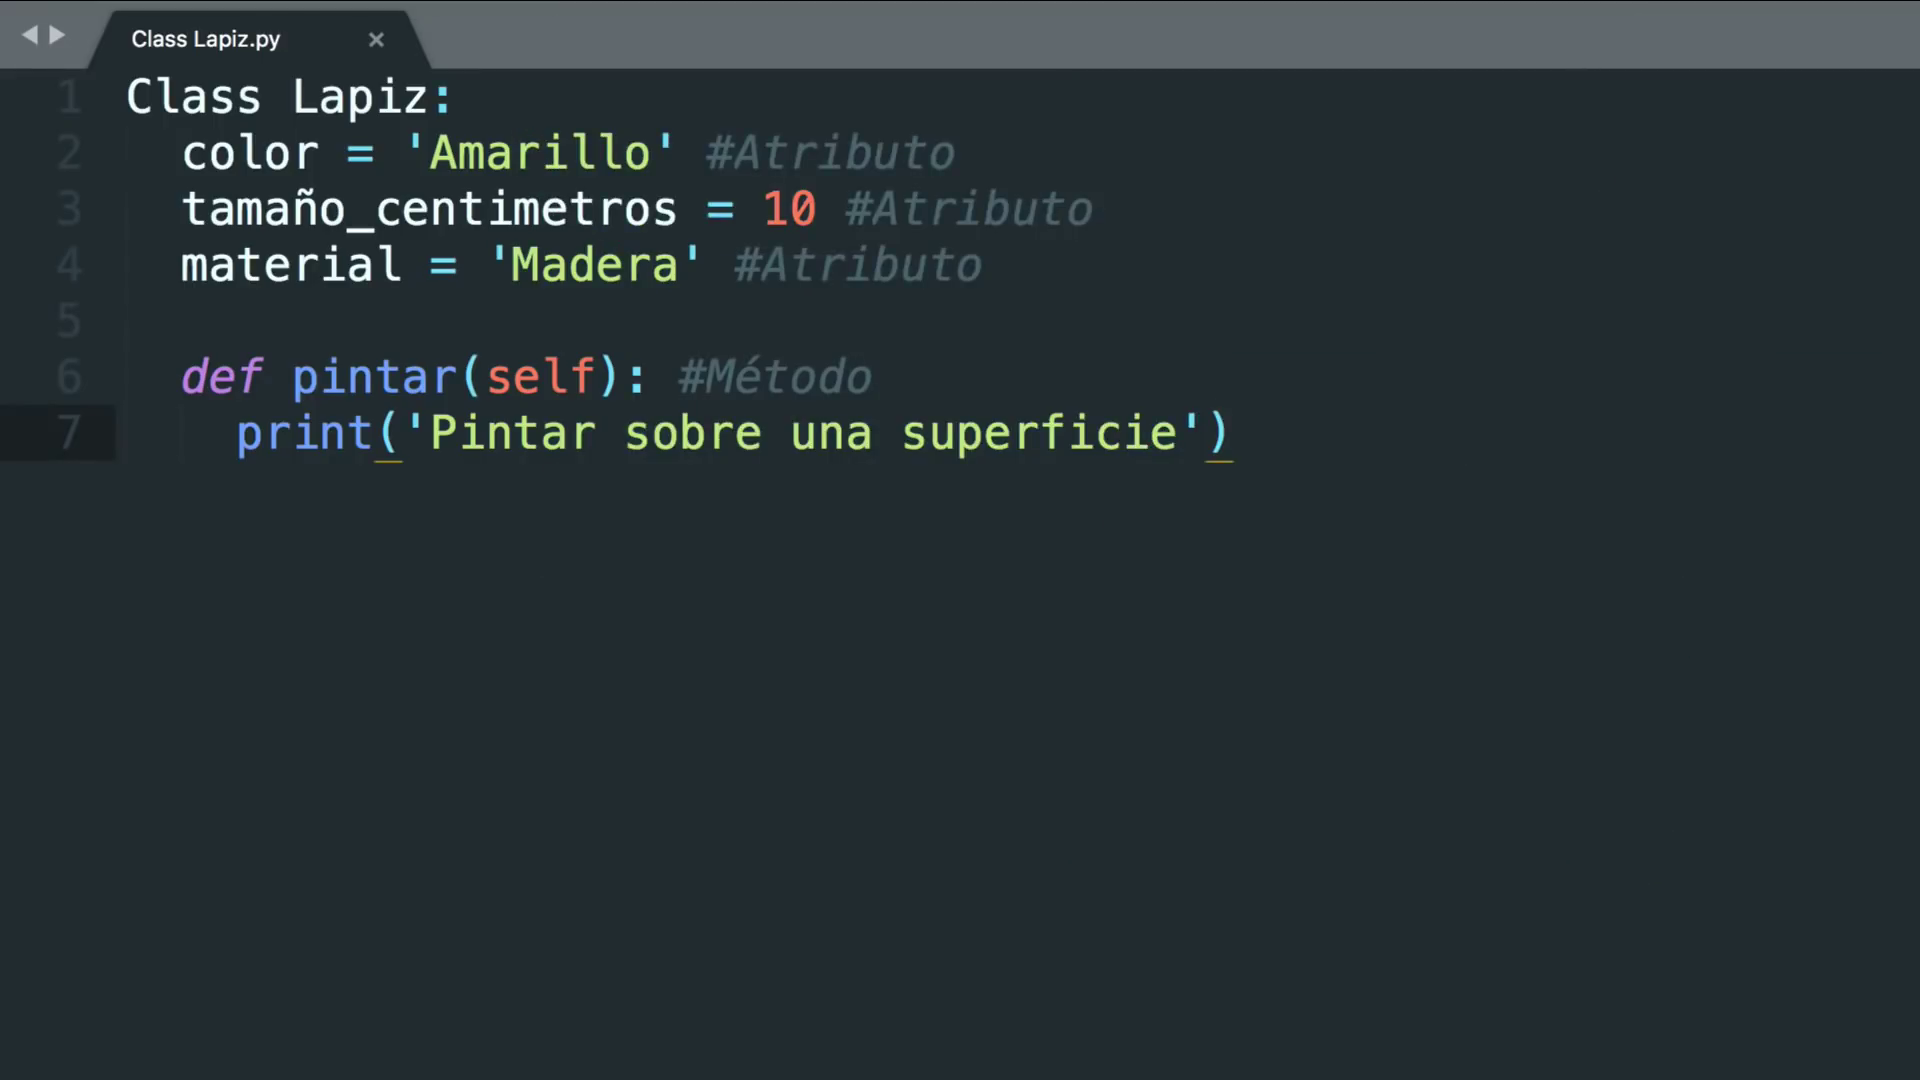 Class Lapiz.py ×
1 Class Lapiz:
2 color = 'Amarillo' #Atributo
3 tamaño_centimetros = 10 #Atributo
4 material = 'Madera' #Atributo
5
6 def pintar(self): #Método
7 print('Pintar sobre una superficie')